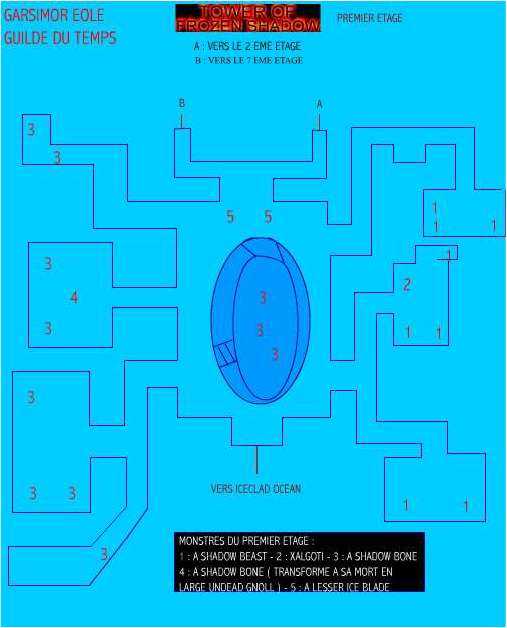 GARSIMOR EOLE
GUILDE DU TEMPS
TOWER OF
FROZEN SHADOW
PREMIER ETAGE
A : VERS LE 2 EME ETAGE
B : VERS LE 7 EME ETAGE
B
A
3
3
5 5
1
1 1
1
3
2
4
3
3
3
1 1
3
3
3 3
1 1
VERS ICECLAD OCEAN
3
MONSTRES DU PREMIER ETAGE :
1 : A SHADOW BEAST - 2 : XALGOTI - 3 : A SHADOW BONE
4 : A SHADOW BONE ( TRANSFORME A SA MORT EN
LARGE UNDEAD GNOLL ) - 5 : A LESSER ICE BLADE